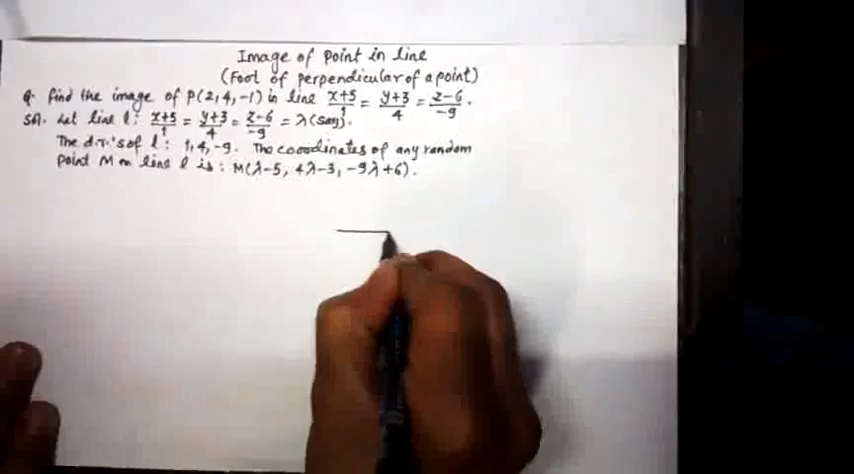 Image of point in line
(Foot of perpendicular of a point)
Q. Find the image of P(2,4,-1) in line (x+5)/1 = (y+3)/4 = (z-6)/-9.
Sol. Let line l: (x+5)/1 = (y+3)/4 = (z-6)/-9 = λ(say).
The d.r.'s of l: 1, 4, -9. The coordinates of any random
point M on line l is: M(λ-5, 4λ-3, -9λ+6).